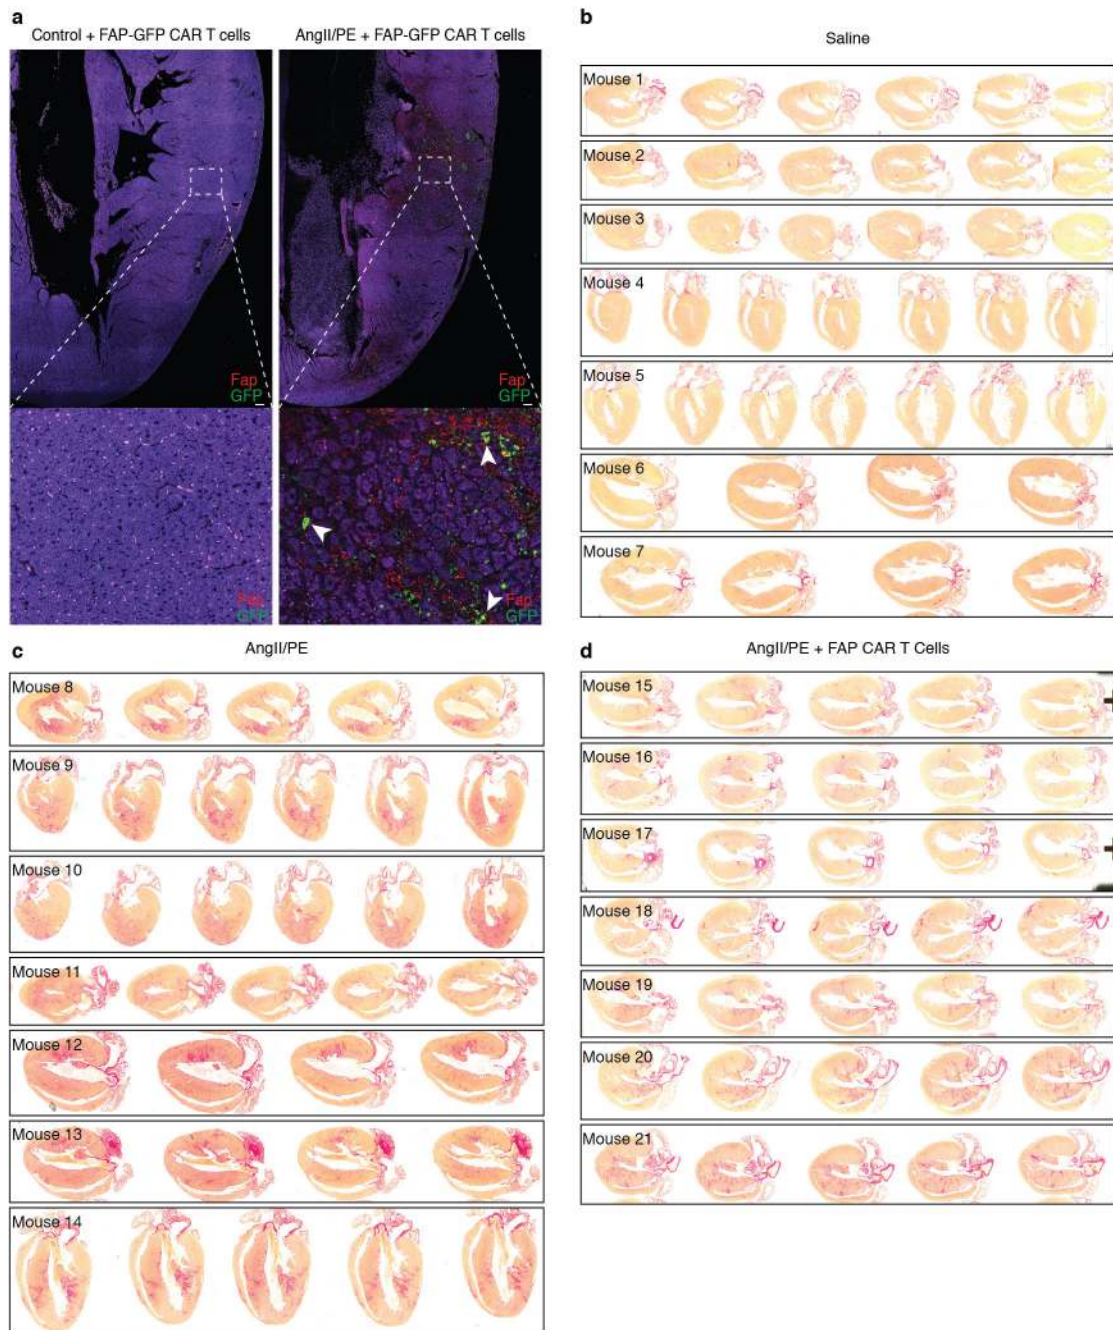 a
Control + FAP-GFP CAR T cells
AngII/PE + FAP-GFP CAR T cells
Fap
GFP
Fap
GFP
Fap
GFP
Fap
GFP
b
Saline
Mouse 1
Mouse 2
Mouse 3
Mouse 4
Mouse 5
Mouse 6
Mouse 7
c
AngII/PE
Mouse 8
Mouse 9
Mouse 10
Mouse 11
Mouse 12
Mouse 13
Mouse 14
d
AngII/PE + FAP CAR T Cells
Mouse 15
Mouse 16
Mouse 17
Mouse 18
Mouse 19
Mouse 20
Mouse 21